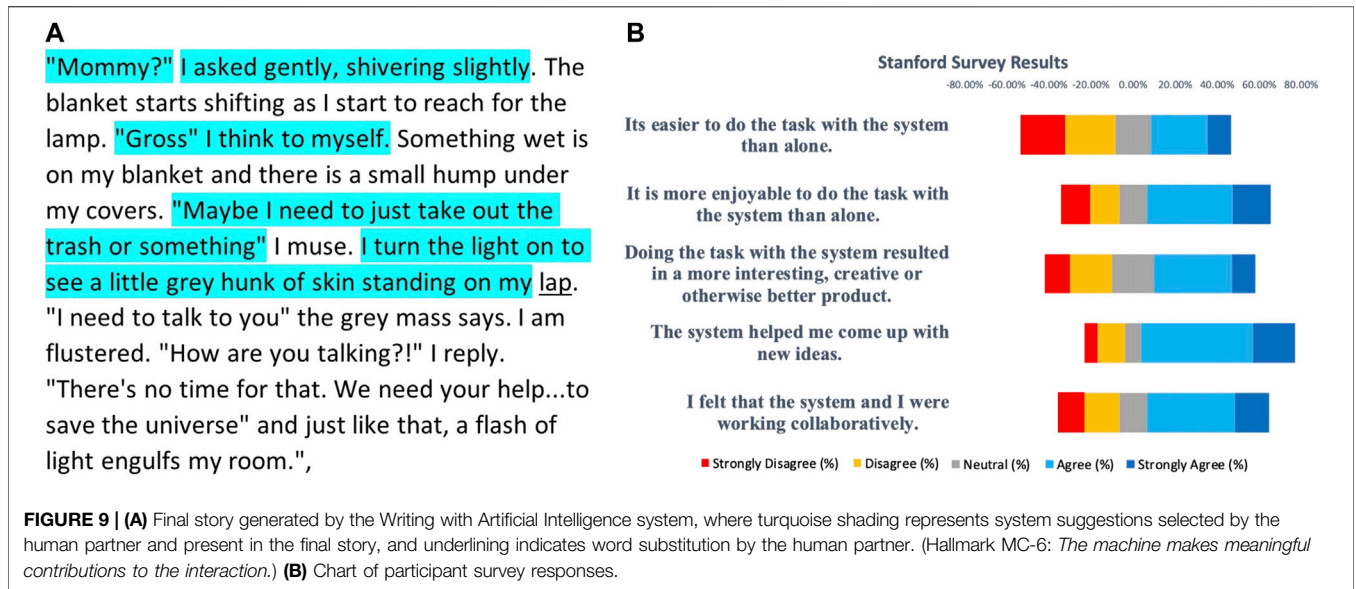 A
"Mommy?" I asked gently, shivering slightly. The
blanket starts shifting as I start to reach for the
lamp. "Gross" I think to myself. Something wet is
on my blanket and there is a small hump under
my covers. "Maybe I need to just take out the
trash or something" I muse. I turn the light on to
see a little grey hunk of skin standing on my lap.
"I need to talk to you" the grey mass says. I am
flustered. "How are you talking?!" I reply.
"There's no time for that. We need your help...to
save the universe" and just like that, a flash of
light engulfs my room.",
B
Stanford Survey Results
-80.00% -60.00% -40.00% -20.00% 0.00% 20.00% 40.00% 60.00% 80.00%
Its easier to do the task with the system
than alone.
It is more enjoyable to do the task with
the system than alone.
Doing the task with the system resulted
in a more interesting, creative or
otherwise better product.
The system helped me come up with
new ideas.
I felt that the system and I were
working collaboratively.
Strongly Disagree (%) Disagree (%) Neutral (%) Agree (%) Strongly Agree (%)
FIGURE 9 | (A) Final story generated by the Writing with Artificial Intelligence system, where turquoise shading represents system suggestions selected by the
human partner and present in the final story, and underlining indicates word substitution by the human partner. (Hallmark MC-6: The machine makes meaningful
contributions to the interaction.) (B) Chart of participant survey responses.